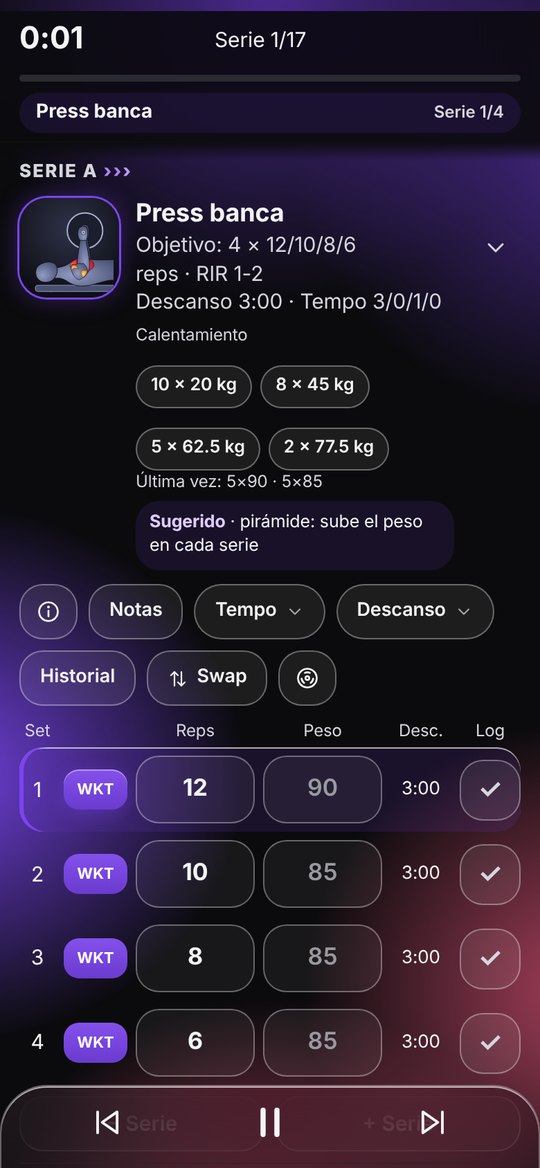 0:01
Serie 1/17
Press banca
Serie 1/4
SERIE A ›››
Press banca
Objetivo: 4 × 12/10/8/6
reps · RIR 1-2
Descanso 3:00 · Tempo 3/0/1/0
Calentamiento
10 × 20 kg
8 × 45 kg
5 × 62.5 kg
2 × 77.5 kg
Última vez: 5×90 · 5×85
Sugerido · pirámide: sube el peso
en cada serie
Notas
Tempo
Descanso
Historial
Swap
Set Reps Peso Desc. Log
1 WKT 12 90 3:00
2 WKT 10 85 3:00
3 WKT 8 85 3:00
4 WKT 6 85 3:00
Serie
+ Seri